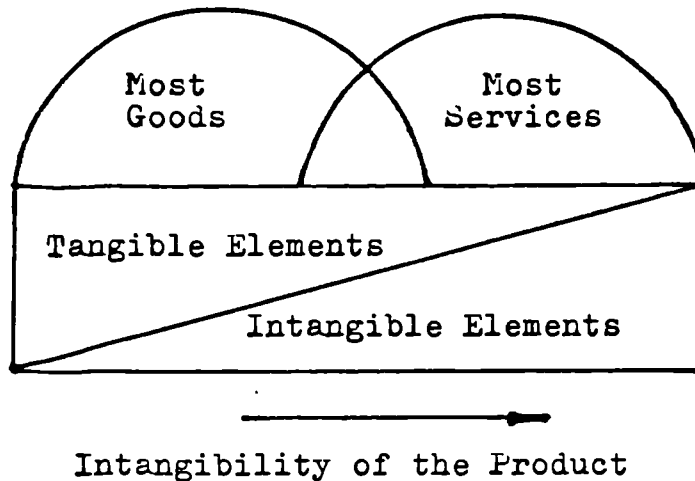 Most
Goods
Most
Services
Tangible Elements
Intangible Elements
Intangibility of the Product